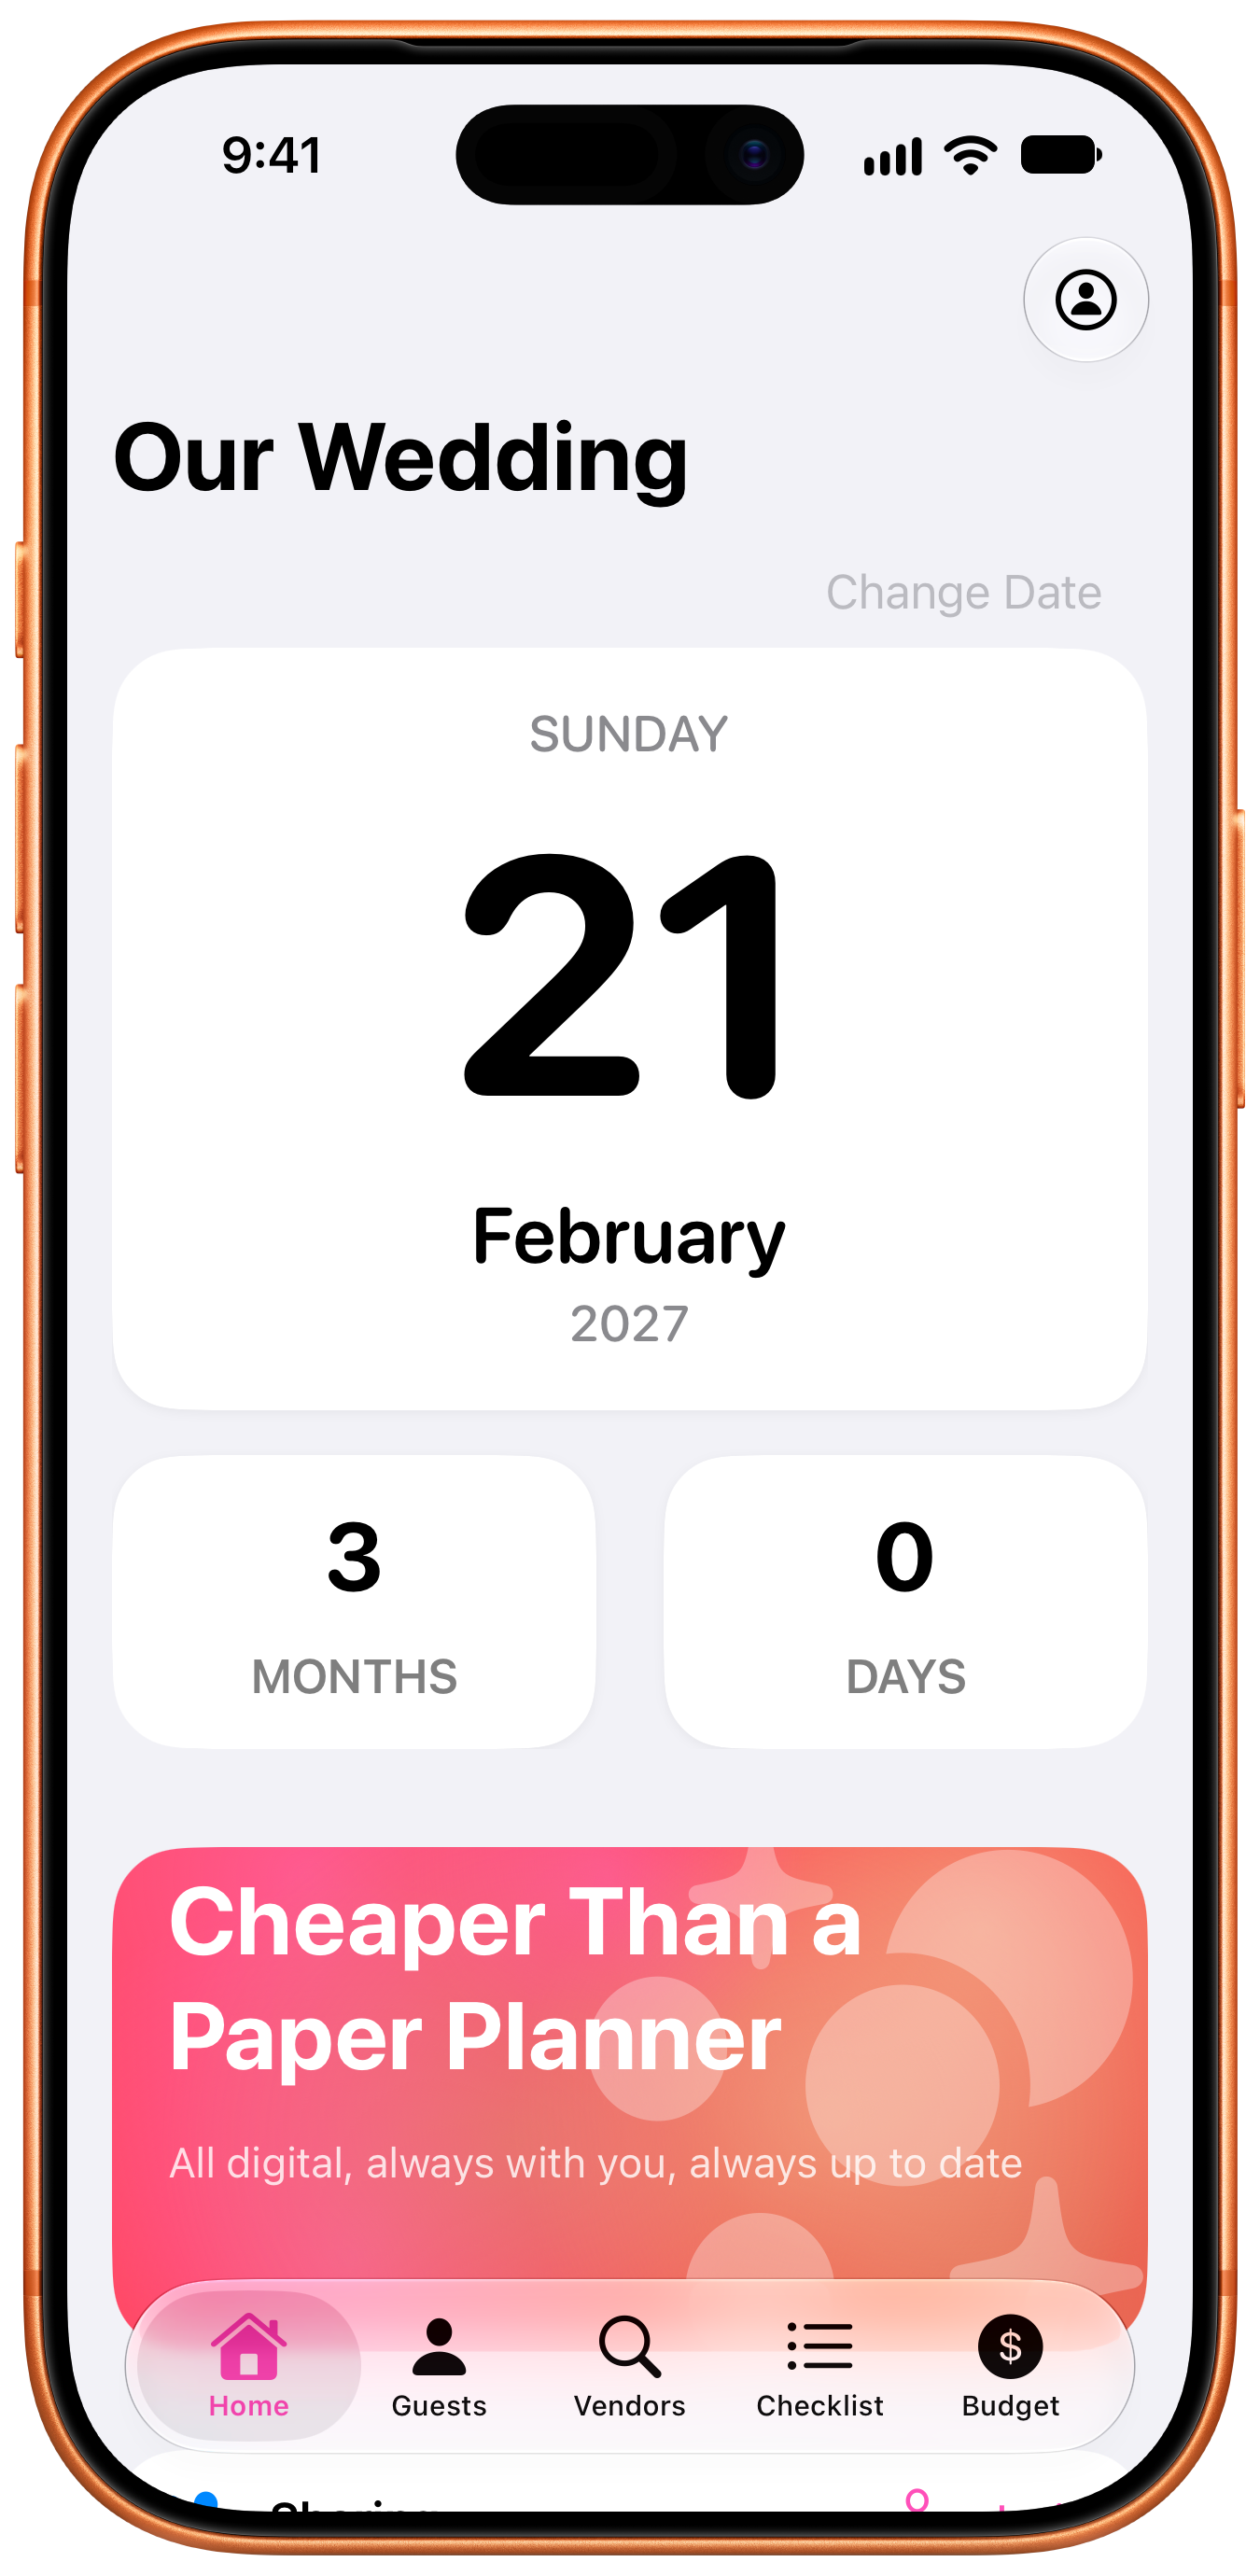 9:41
Our Wedding
Change Date
SUNDAY
21
February
2027
3
MONTHS
0
DAYS
Cheaper Than a
Paper Planner
All digital, always with you, always up to date
$
Home
Guests
Vendors
Checklist
Budget